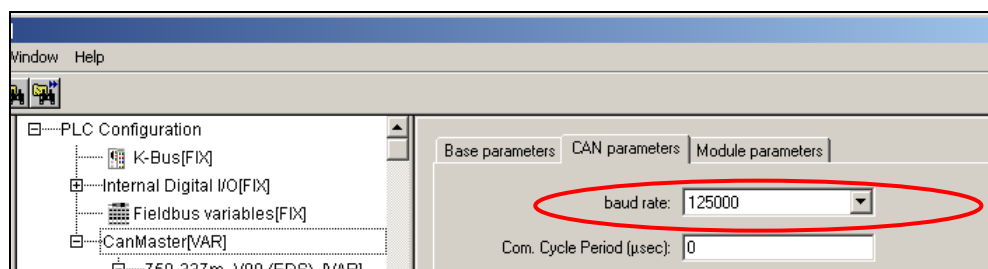 Window Help
PLC Configuration
K-Bus[FIX]
Internal Digital I/O[FIX]
Fieldbus variables[FIX]
CanMaster[VAR]
Base parameters CAN parameters Module parameters
baud rate: 125000
Com. Cycle Period (µsec): 0